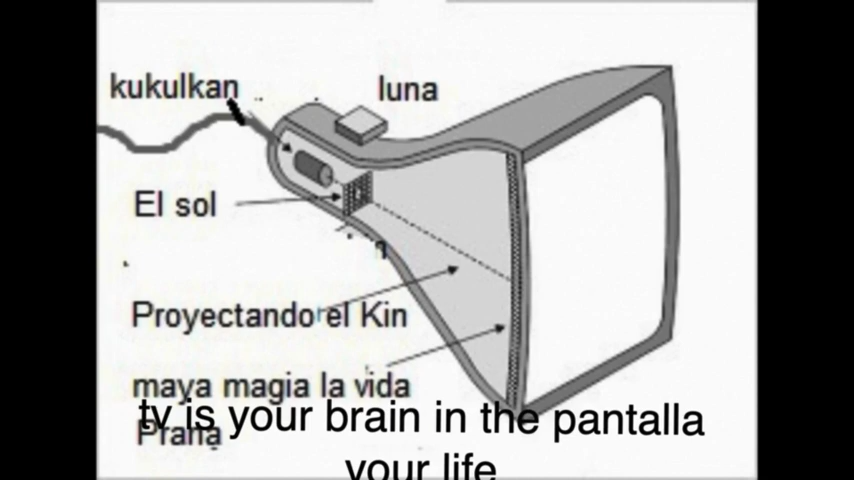 kukulkan
luna
El sol
Proyectando el Kin
maya magia la vida
Prana
tv is your brain in the pantalla
your life